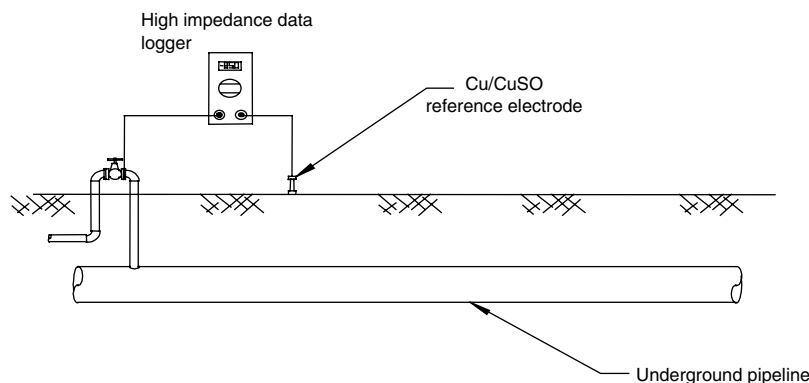 High impedance data
logger
Cu/CuSO
reference electrode
Underground pipeline